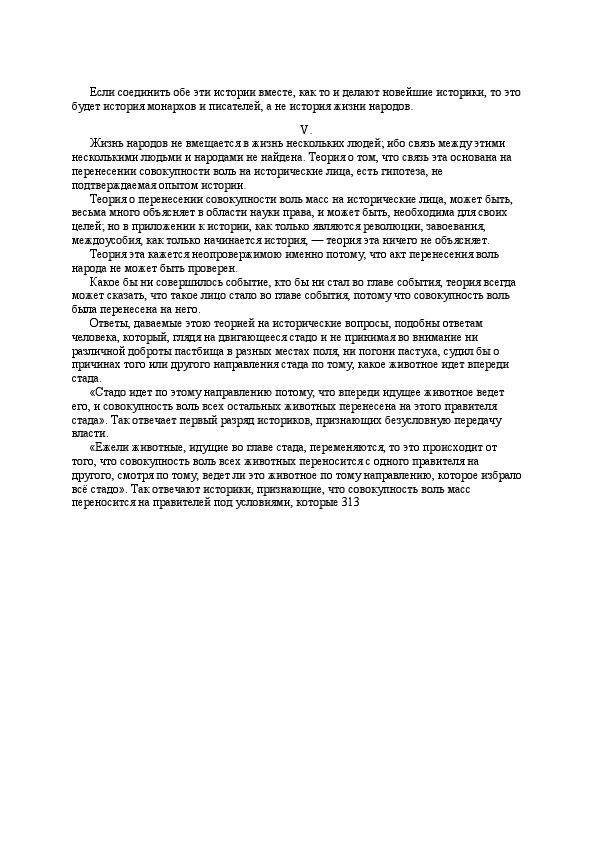 Если соединить обе эти истории вместе, как то и делают новейшие историки, то это
будет история монархов и писателей, а не история жизни народов.
V.
Жизнь народов не вмещается в жизнь нескольких людей; ибо связь между этими
несколькими людьми и народами не найдена. Теория о том, что связь эта основана на
перенесении совокупности воль на исторические лица, есть гипотеза, не
подтверждаемая опытом истории.
Теория о перенесении совокупности воль масс на исторические лица, может быть,
весьма много объясняет в области науки права, и может быть, необходима для своих
целей; но в приложении к истории, как только являются революции, завоевания,
междоусобия, как только начинается история, — теория эта ничего не объясняет.
Теория эта кажется неопровержимою именно потому, что акт перенесения воль
народа не может быть проверен.
Какое бы ни совершилось событие, кто бы ни стал во главе события, теория всегда
может сказать, что такое лицо стало во главе события, потому что совокупность воль
была перенесена на него.
Ответы, даваемые этою теорией на исторические вопросы, подобны ответам
человека, который, глядя на двигающееся стадо и не принимая во внимание ни
различной доброты пастбища в разных местах поля, ни погони пастуха, судил бы о
причинах того или другого направления стада по тому, какое животное идет впереди
стада.
«Стадо идет по этому направлению потому, что впереди идущее животное ведет
его, и совокупность воль всех остальных животных перенесена на этого правителя
стада». Так отвечает первый разряд историков, признающих безусловную передачу
власти.
«Ежели животные, идущие во главе стада, переменяются, то это происходит от
того, что совокупность воль всех животных переносится с одного правителя на
другого, смотря по тому, ведет ли это животное по тому направлению, которое избрало
всё стадо». Так отвечают историки, признающие, что совокупность воль масс
переносится на правителей под условиями, которые 313